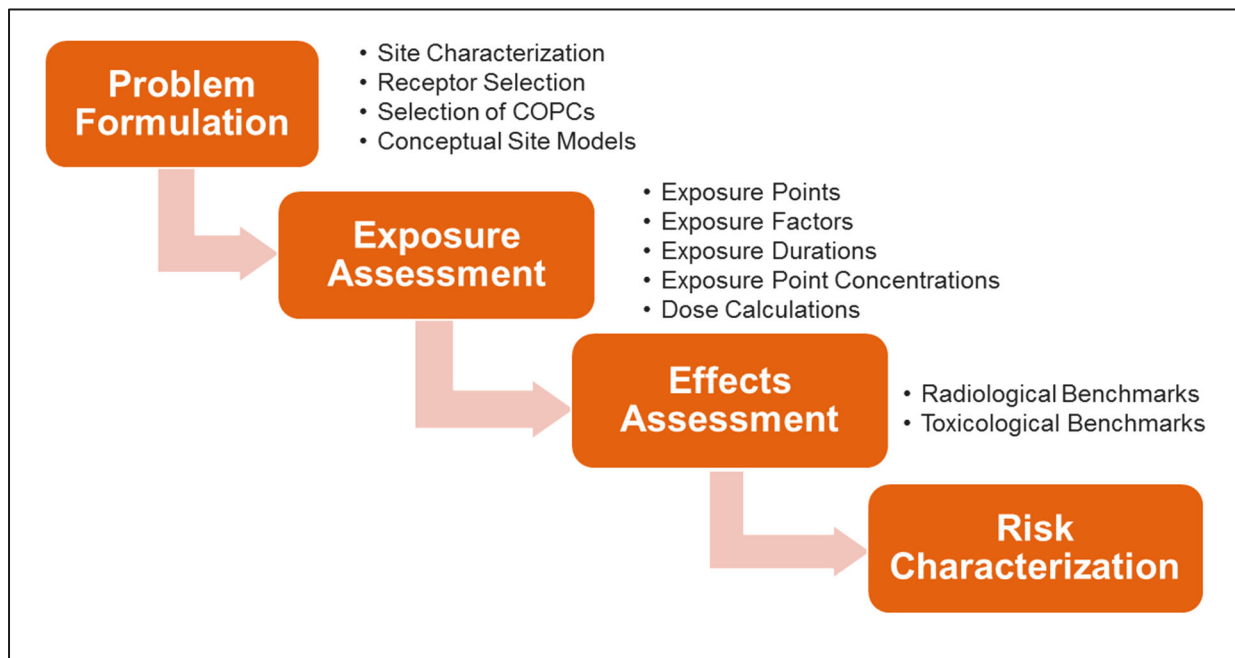 Problem
Formulation
• Site Characterization
• Receptor Selection
• Selection of COPCs
• Conceptual Site Models
Exposure
Assessment
• Exposure Points
• Exposure Factors
• Exposure Durations
• Exposure Point Concentrations
• Dose Calculations
Effects
Assessment
• Radiological Benchmarks
• Toxicological Benchmarks
Risk
Characterization